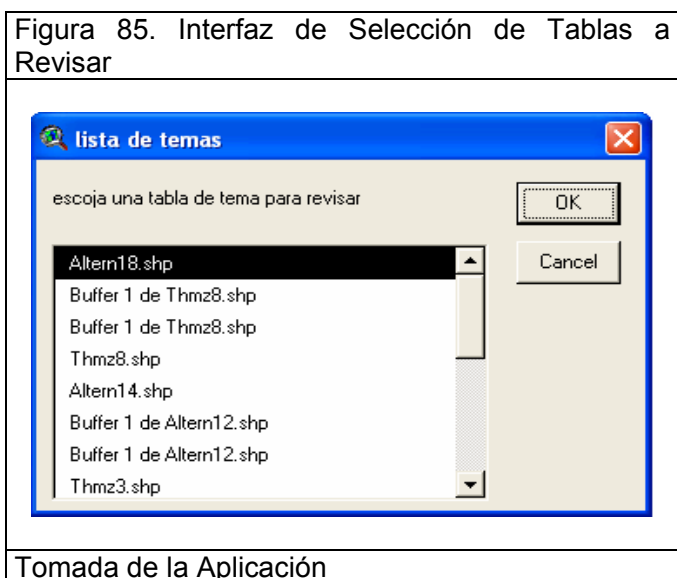 Figura 85. Interfaz de Selección de Tablas a
Revisar
lista de temas
escoja una tabla de tema para revisar
OK
Cancel
Altern18.shp
Buffer 1 de Thmz8.shp
Buffer 1 de Thmz8.shp
Thmz8.shp
Altern14.shp
Buffer 1 de Altern12.shp
Buffer 1 de Altern12.shp
Thmz3.shp
Tomada de la Aplicación